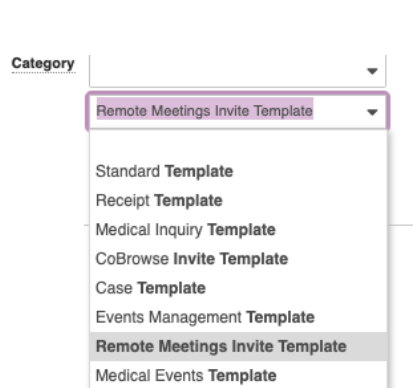 Category
Remote Meetings Invite Template
Standard Template
Receipt Template
Medical Inquiry Template
CoBrowse Invite Template
Case Template
Events Management Template
Remote Meetings Invite Template
Medical Events Template